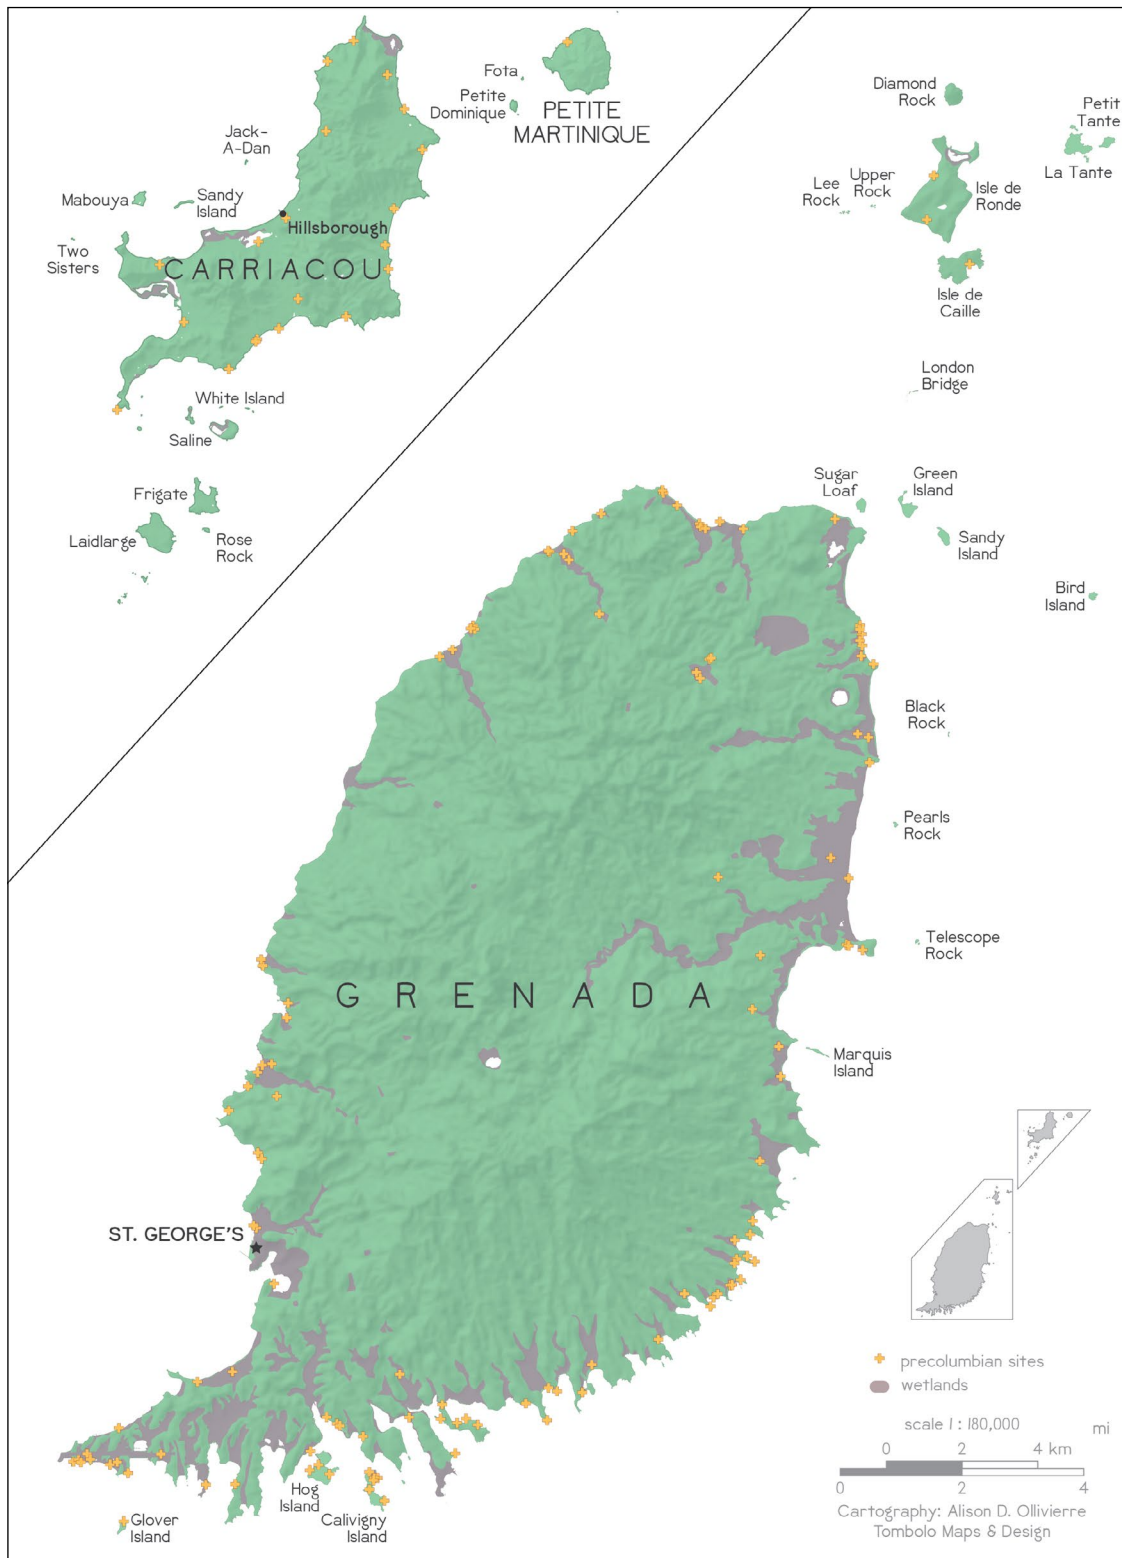 Fota
Petite
Dominique
PETITE
MARTINIQUE
Jack-
A-Dan
Mabouya
Sandy
Island
Hillsborough
Two
Sisters
CARRIACOU
White Island
Saline
Frigate
Laidlarge
Rose
Rock
Diamond
Rock
Petit
Tante
La Tante
Upper
Rock
Lee
Rock
Isle de
Ronde
Isle de
Caille
London
Bridge
Sugar
Loaf
Green
Island
Sandy
Island
Bird
Island
Black
Rock
Pearls
Rock
Telescope
Rock
GRENADA
Marquis
Island
ST. GEORGE'S
Hog
Island
Calivigny
Island
Glover
Island
precolumbian sites
wetlands
scale 1 : 180,000
mi
0 2 4 km
0 2 4
Cartography: Alison D. Ollivierre
Tombolo Maps & Design